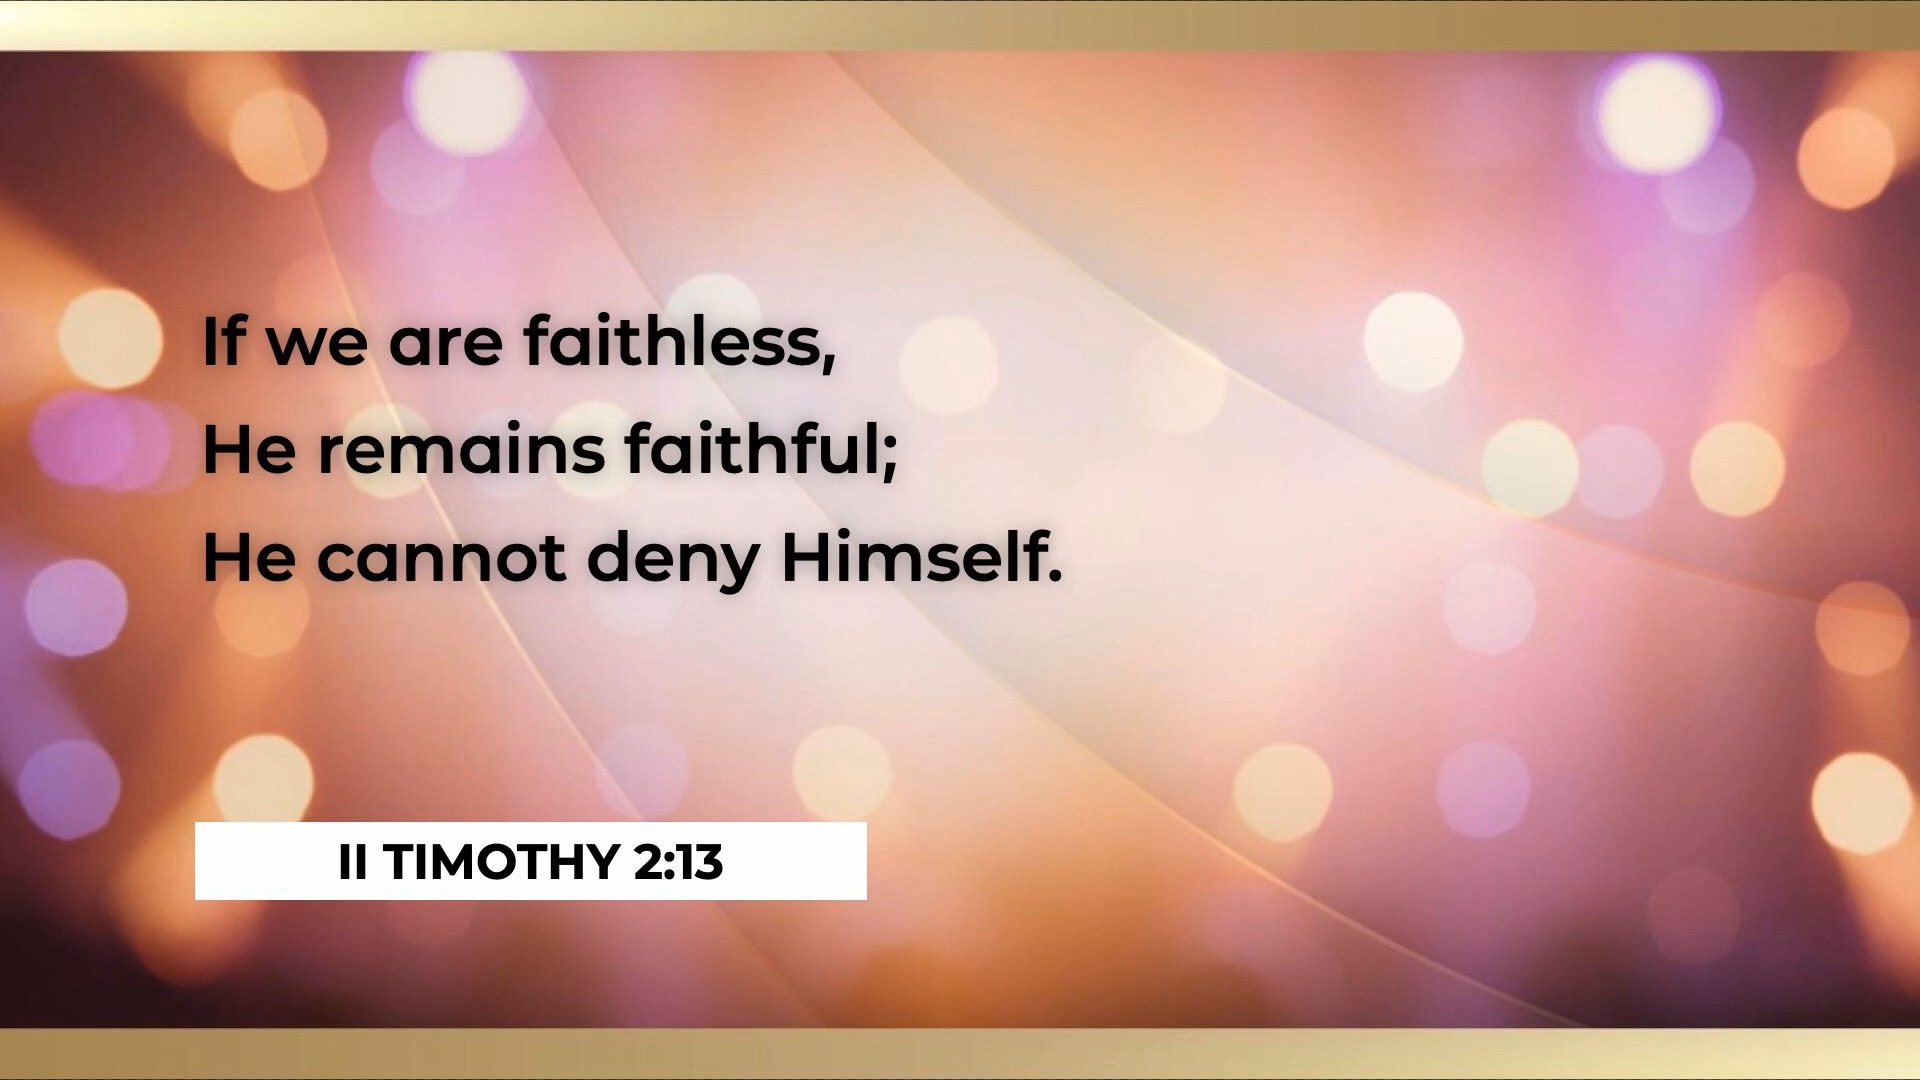 If we are faithless,
He remains faithful;
He cannot deny Himself.
II TIMOTHY 2:13